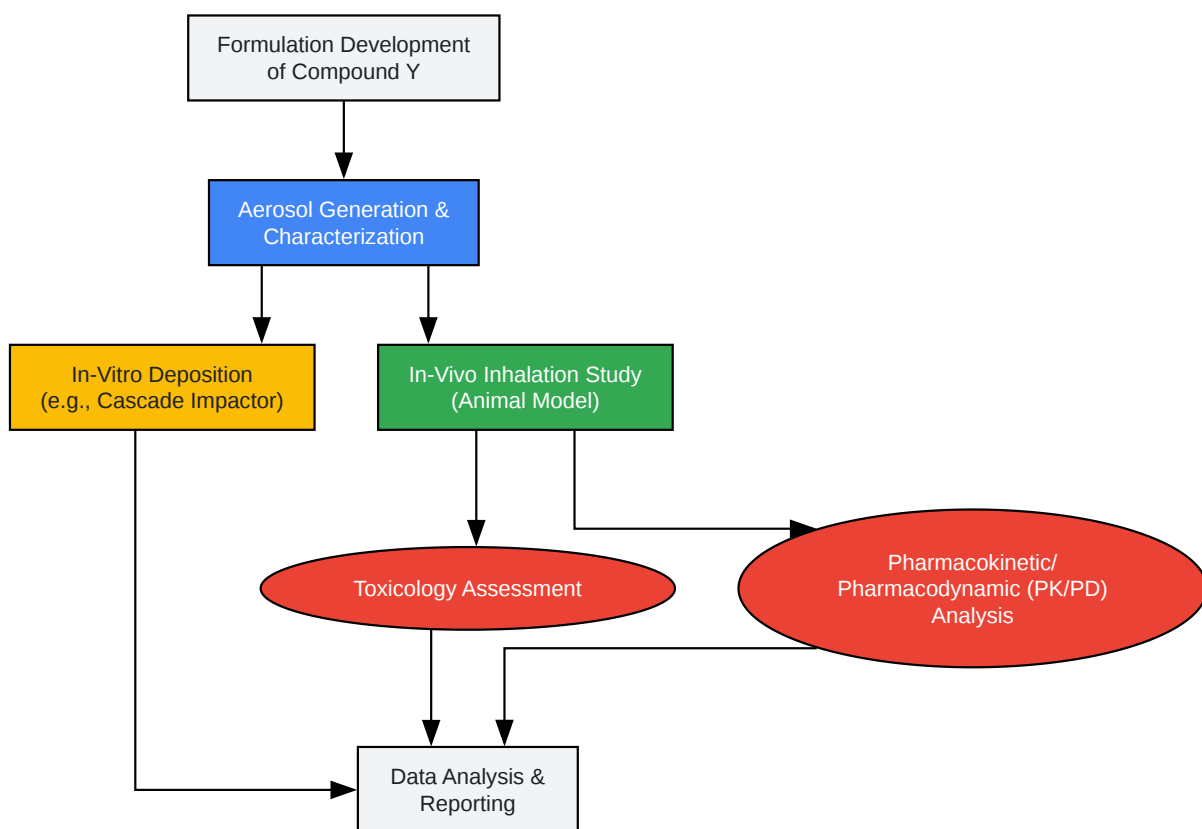 Formulation Development
of Compound Y
Aerosol Generation &
Characterization
In-Vitro Deposition
(e.g., Cascade Impactor)
In-Vivo Inhalation Study
(Animal Model)
Toxicology Assessment
Pharmacokinetic/
Pharmacodynamic (PK/PD)
Analysis
Data Analysis &
Reporting